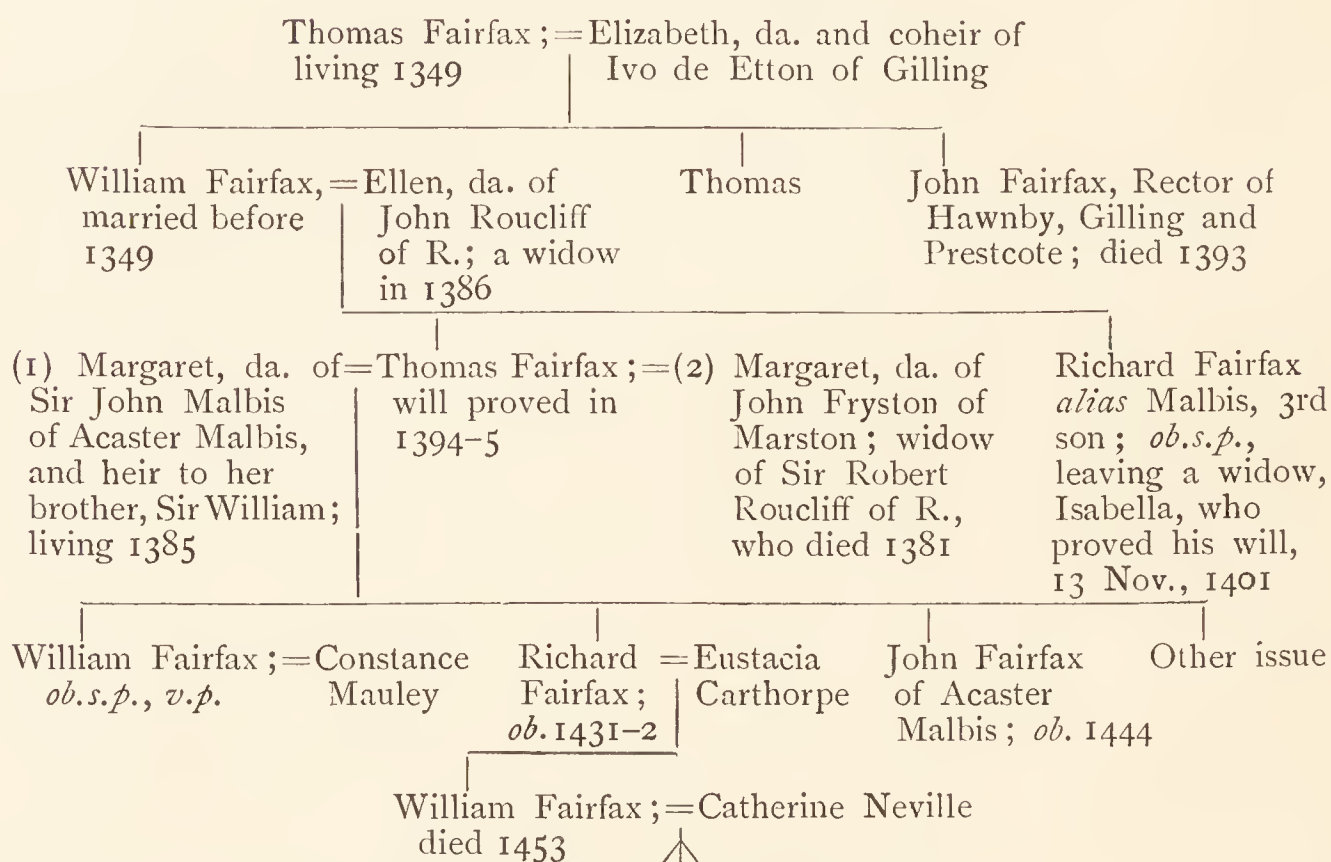 Thomas Fairfax ; = Elizabeth, da. and coheir of
living 1349
Ivo de Etton of Gilling
William Fairfax, =
married before
1349
Ellen, da. of
John Roucliff
of R.; a widow
in 1386
Thomas
John Fairfax, Rector of
Hawnby, Gilling and
Prestcote ; died 1393
(1) Margaret, da. of =
Sir John Malbis
of Acaster Malbis,
and heir to her
brother, Sir William;
living 1385
Thomas Fairfax ; =
will proved in
1394-5
(2) Margaret, da. of
John Fryston of
Marston ; widow
of Sir Robert
Roucliff of R.,
who died 1381
Richard Fairfax
alias Malbis, 3rd
son ; ob.s.p.,
leaving a widow,
Isabella, who
proved his will,
13 Nov., 1401
William Fairfax ; =
ob.s.p., v.p.
Constance
Mauley
Richard =
Fairfax ;
ob. 1431-2
Eustacia
Carthorpe
John Fairfax
of Acaster
Malbis ; ob. 1444
Other issue
William Fairfax ; = Catherine Neville
died 1453